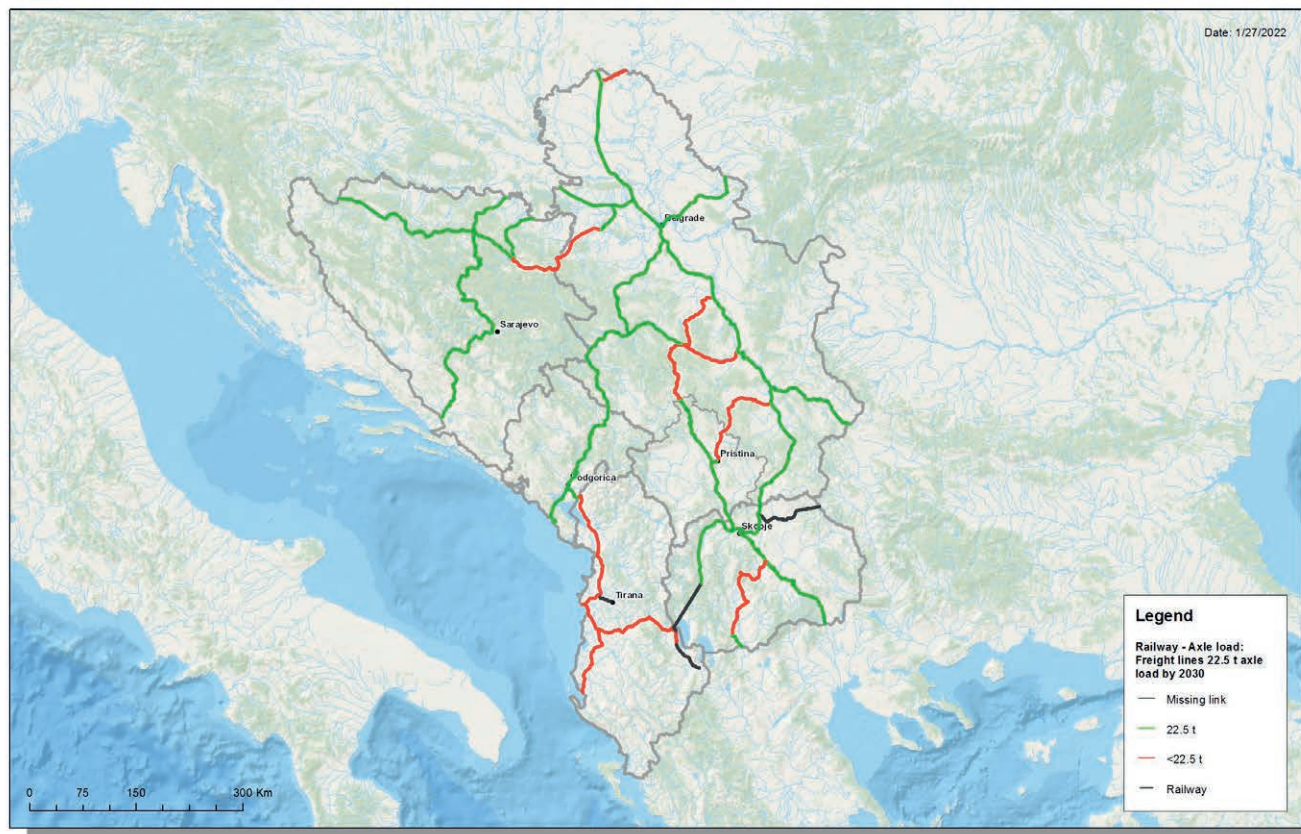 Date: 1/27/2022
Belgrade
Sarajevo
Pristina
Podgorica
Skopje
Tirana
Legend
Railway - Axle load:
Freight lines 22.5 t axle
load by 2030
Missing link
22.5 t
<22.5 t
Railway
0 75 150 300 Km